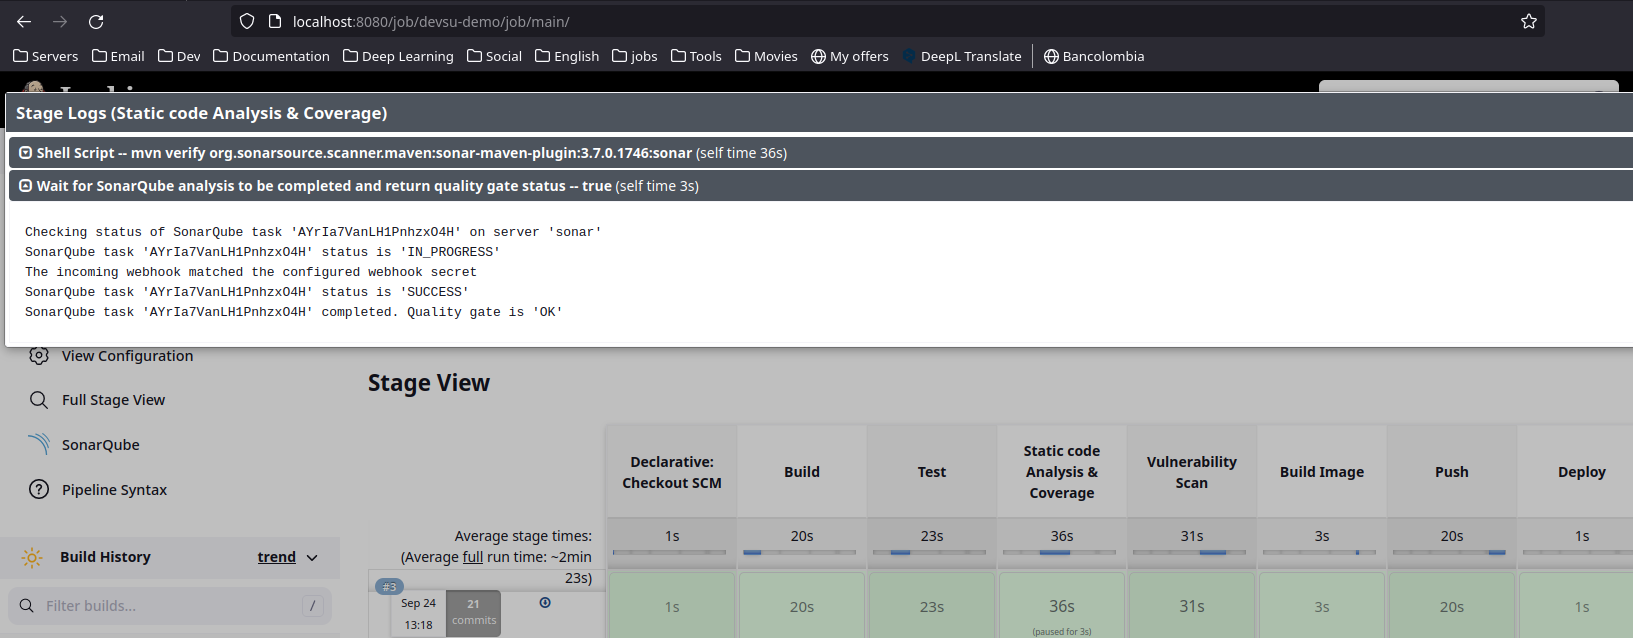 localhost:8080/job/devsu-demo/job/main/
Servers Email Dev Documentation Deep Learning Social English jobs Tools Movies My offers DeepL Translate Bancolombia
Stage Logs (Static code Analysis & Coverage)
Shell Script -- mvn verify org.sonarsource.scanner.maven:sonar-maven-plugin:3.7.0.1746:sonar (self time 36s)
Wait for SonarQube analysis to be completed and return quality gate status -- true (self time 3s)
Checking status of SonarQube task 'AYrIa7VanLH1PnhzxO4H' on server 'sonar'
SonarQube task 'AYrIa7VanLH1PnhzxO4H' status is 'IN_PROGRESS'
The incoming webhook matched the configured webhook secret
SonarQube task 'AYrIa7VanLH1PnhzxO4H' status is 'SUCCESS'
SonarQube task 'AYrIa7VanLH1PnhzxO4H' completed. Quality gate is 'OK'
View Configuration
Full Stage View
SonarQube
Pipeline Syntax
Build History trend
Filter builds... /
Stage View
Declarative: Checkout SCM
Build
Test
Static code Analysis & Coverage
Vulnerability Scan
Build Image
Push
Deploy
Average stage times:
(Average full run time: ~2min
23s)
1s 20s 23s 36s 31s 3s 20s 1s
#3
Sep 24
13:18
21
commits
1s 20s 23s 36s 31s 3s 20s 1s
(paused for 3s)